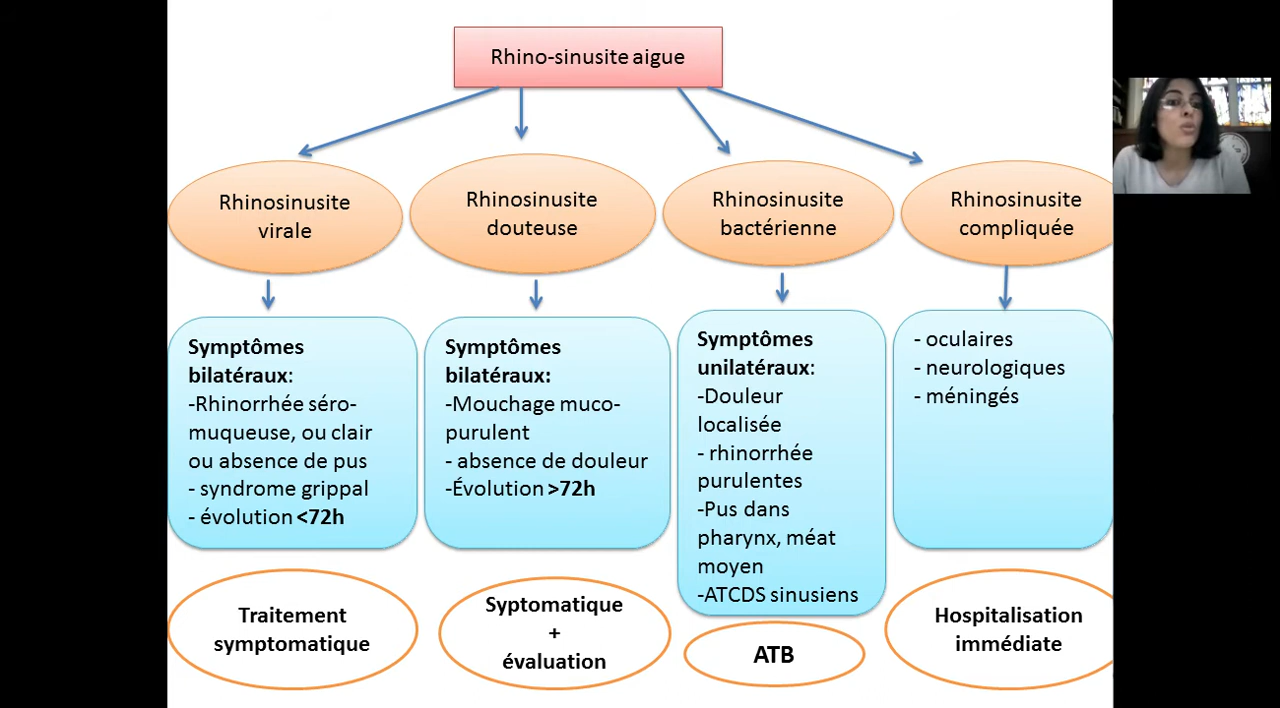 Rhino-sinusite aigue
Rhinosinusite
virale
Rhinosinusite
douteuse
Rhinosinusite
bactérienne
Rhinosinusite
compliquée
Symptômes
bilatéraux:
-Rhinorrhée séro-
muqueuse, ou clair
ou absence de pus
- syndrome grippal
- évolution <72h
Symptômes
bilatéraux:
-Mouchage muco-
purulent
- absence de douleur
-Évolution >72h
Symptômes
unilatéraux:
-Douleur
localisée
- rhinorrhée
purulentes
-Pus dans
pharynx, méat
moyen
-ATCDS sinusiens
- oculaires
- neurologiques
- méningés
Traitement
symptomatique
Syptomatique
+
évaluation
ATB
Hospitalisation
immédiate